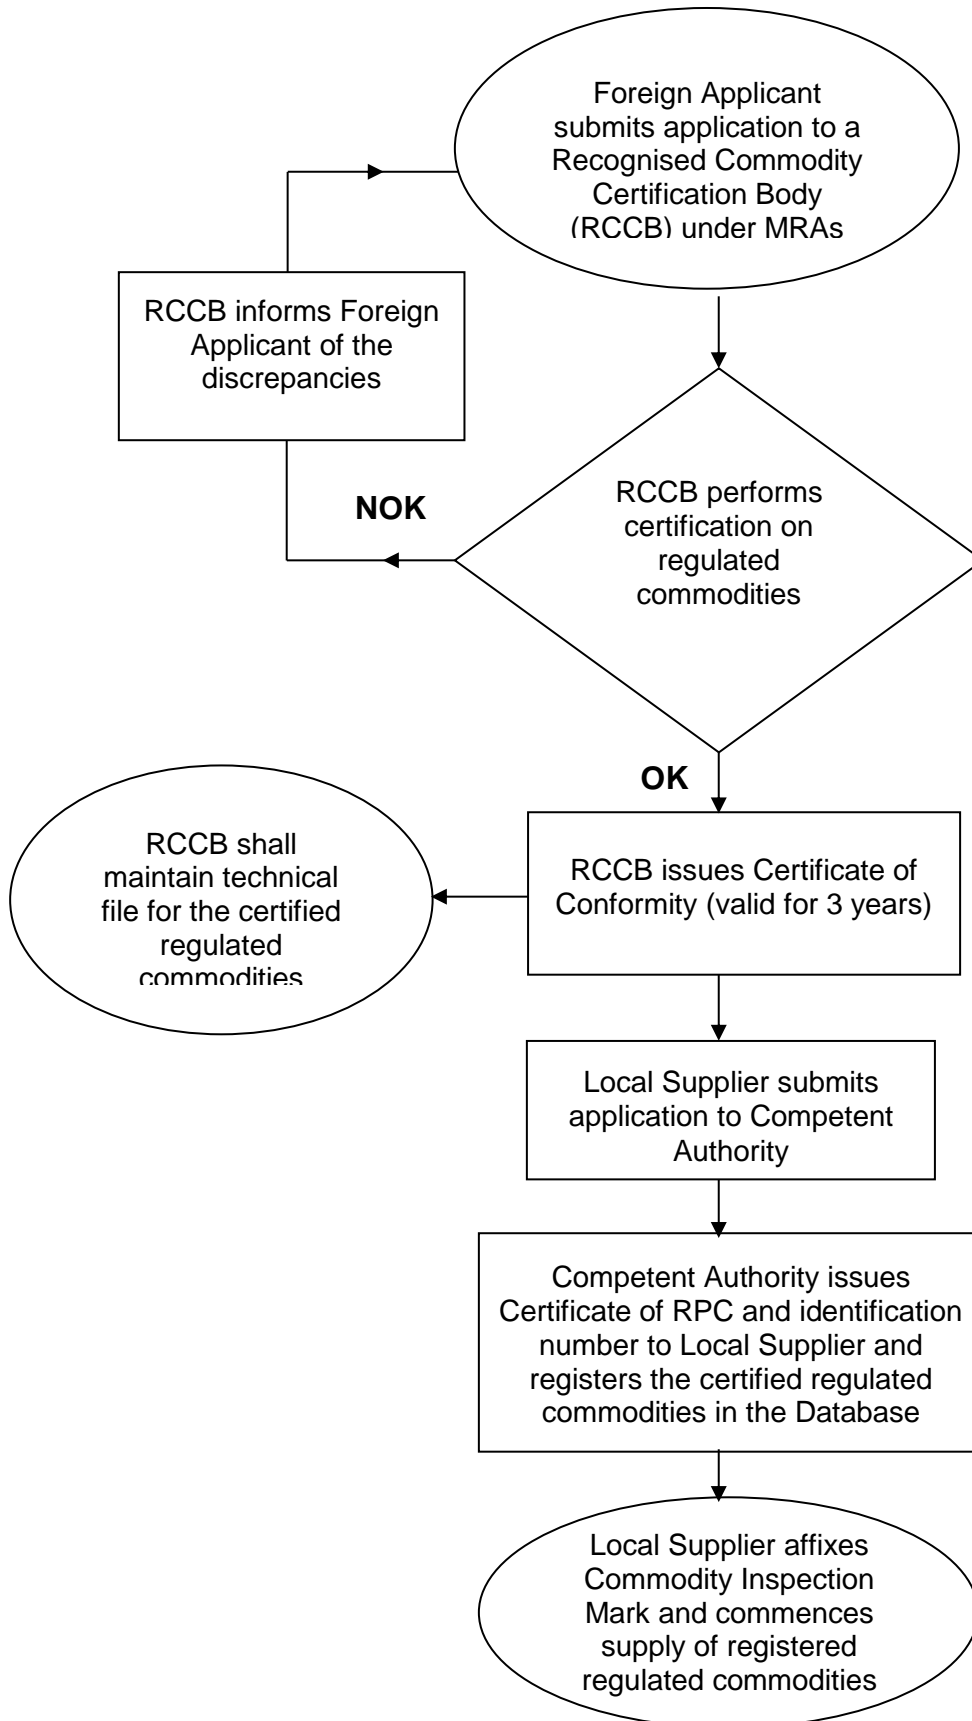 Foreign Applicant
submits application to a
Recognised Commodity
Certification Body
(RCCB) under MRAs
RCCB informs Foreign
Applicant of the
discrepancies
NOK
RCCB performs
certification on
regulated
commodities
OK
RCCB shall
maintain technical
file for the certified
regulated
commodities
RCCB issues Certificate of
Conformity (valid for 3 years)
Local Supplier submits
application to Competent
Authority
Competent Authority issues
Certificate of RPC and identification
number to Local Supplier and
registers the certified regulated
commodities in the Database
Local Supplier affixes
Commodity Inspection
Mark and commences
supply of registered
regulated commodities